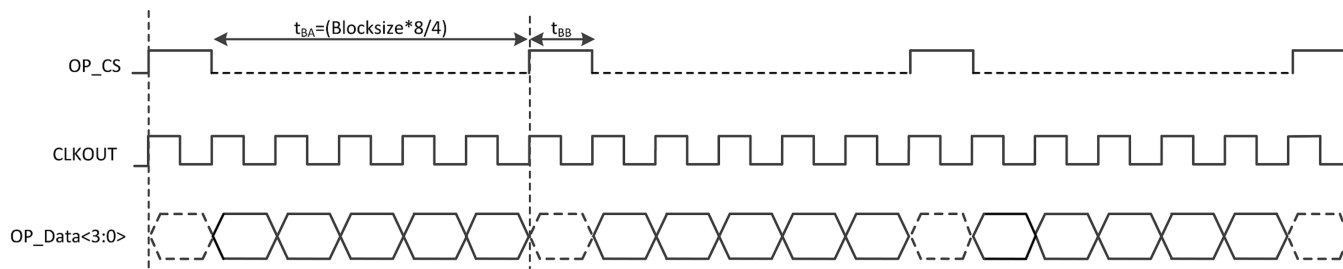 t_BA=(Blocksize*8/4)
t_BB
OP_CS
CLKOUT
OP_Data<3:0>